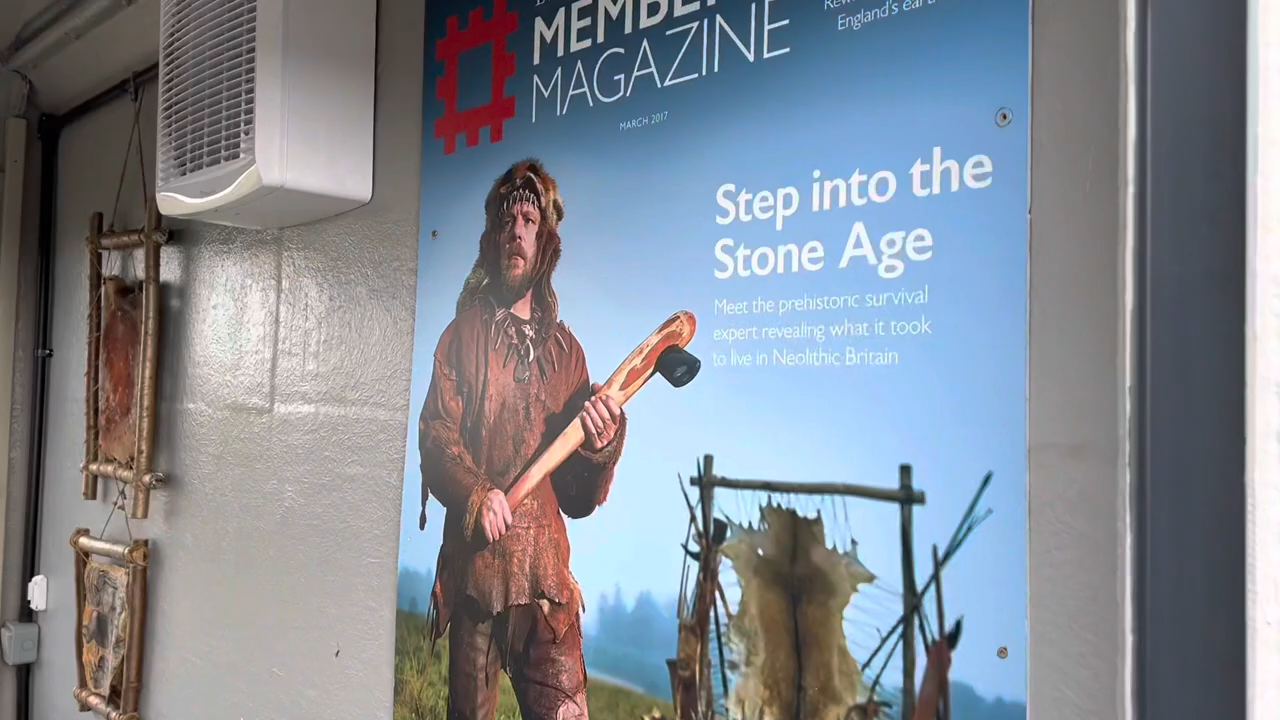 MEMBER
MAGAZINE
MARCH 2017
England's
Step into the
Stone Age
Meet the prehistoric survival
expert revealing what it took
to live in Neolithic Britain